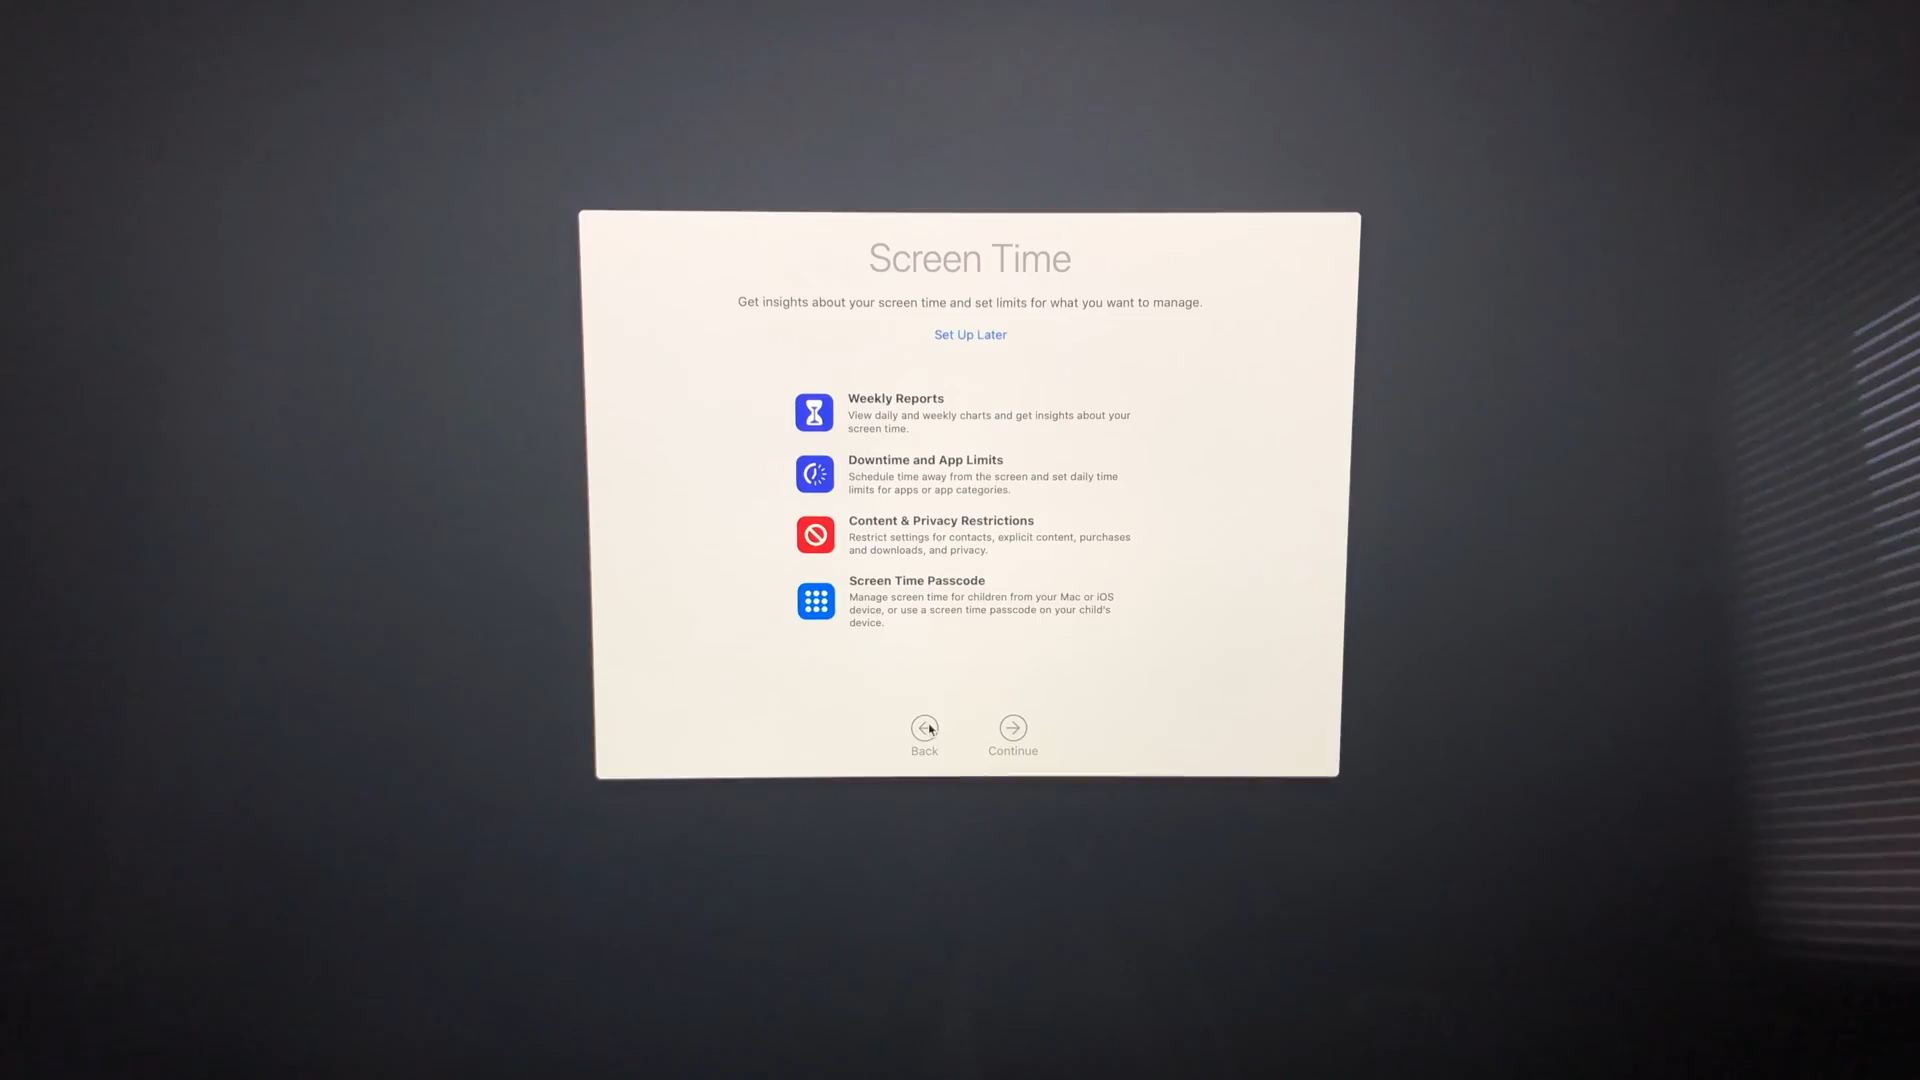 Screen Time
Get insights about your screen time and set limits for what you want to manage.
Set Up Later
Weekly Reports
View daily and weekly charts and get insights about your
screen time.
Downtime and App Limits
Schedule time away from the screen and set daily time
limits for apps or app categories.
Content & Privacy Restrictions
Restrict settings for contacts, explicit content, purchases
and downloads, and privacy.
Screen Time Passcode
Manage screen time for children from your Mac or iOS
device, or use a screen time passcode on your child's
device.
Back
Continue